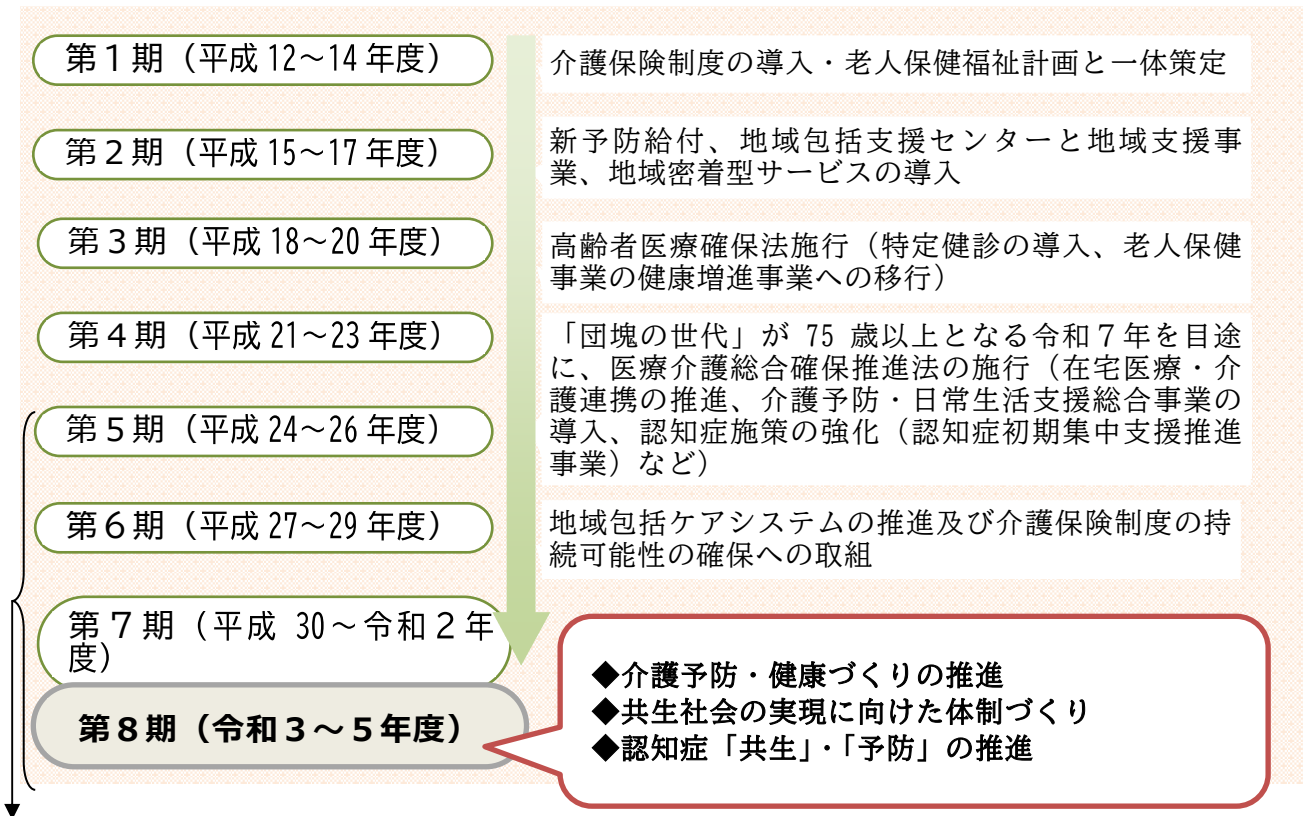 第１期（平成 12～14 年度）
介護保険制度の導入・老人保健福祉計画と一体策定
第２期（平成 15～17 年度）
新予防給付、地域包括支援センターと地域支援事
業、地域密着型サービスの導入
第３期（平成 18～20 年度）
高齢者医療確保法施行（特定健診の導入、老人保健
事業の健康増進事業への移行）
第４期（平成 21～23 年度）
「団塊の世代」が 75 歳以上となる令和７年を目途
に、医療介護総合確保推進法の施行（在宅医療・介
護連携の推進、介護予防・日常生活支援総合事業の
導入、認知症施策の強化（認知症初期集中支援推進
事業）など）
第５期（平成 24～26 年度）
第６期（平成 27～29 年度）
地域包括ケアシステムの推進及び介護保険制度の持
続可能性の確保への取組
第７期（平成 30～令和２年
度）
第８期（令和３～５年度）
◆介護予防・健康づくりの推進
◆共生社会の実現に向けた体制づくり
◆認知症「共生」・「予防」の推進